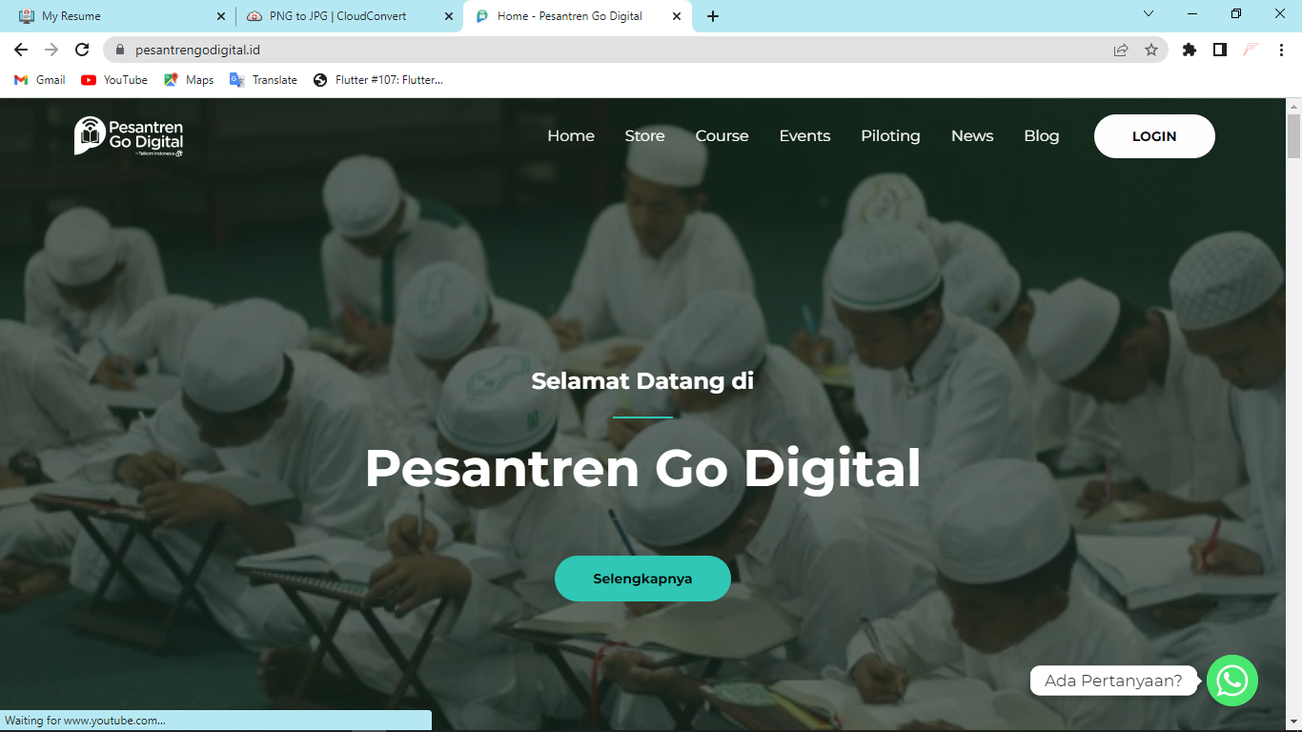 My Resume
PNG to JPG | CloudConvert
Home - Pesantren Go Digital
pesantrengodigital.id
Gmail
YouTube
Maps
Translate
Flutter #107: Flutter...
Pesantren
Go Digital
Telkom Indonesia
Home
Store
Course
Events
Piloting
News
Blog
LOGIN
Selamat Datang di
Pesantren Go Digital
Selengkapnya
Ada Pertanyaan?
Waiting for www.youtube.com...